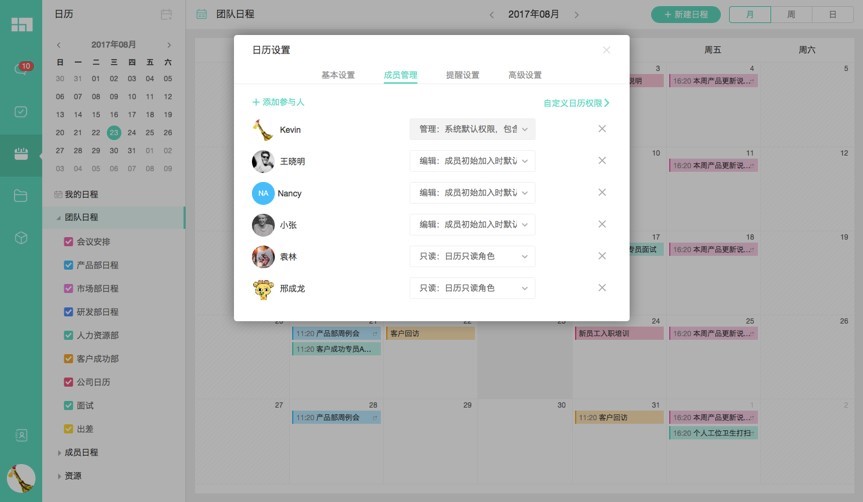 10
日历
2017年08月
日 一 二 三 四 五 六
30 31 01 02 03 04 05
06 07 08 09 10 11 12
13 14 15 16 17 18 19
20 21 22 23 24 25 26
27 28 29 30 31 01 02
03 04 05 06 07 08 09
我的日程
团队日程
会议安排
产品部日程
市场部日程
研发部日程
人力资源部
客户成功部
公司日历
面试
出差
成员日程
资源
团队日程
2017年08月
+ 新建日程
月 周 日
周五 周六
3 4 5
说明
16:20 本周产品更新说...
10 11 12
16:20 本周产品更新说...
17 18 19
专员面试
16:20 本周产品更新说...
24 25 26
11:20 产品部周例会
客户回访
新员工入职培训
16:20 本周产品更新说...
11:20 客户成功专员A...
27 28 29 30 31 1 2
11:20 产品部周例会
11:20 客户回访
16:20 本周产品更新说...
16:20 个人工位卫生打扫
日历设置
基本设置 成员管理 提醒设置 高级设置
+ 添加参与人
自定义日历权限
Kevin
管理：系统默认权限，包含
王晓明
编辑：成员初始加入时默认
NA
Nancy
编辑：成员初始加入时默认
小张
编辑：成员初始加入时默认
袁林
只读：日历只读角色
邢成龙
只读：日历只读角色